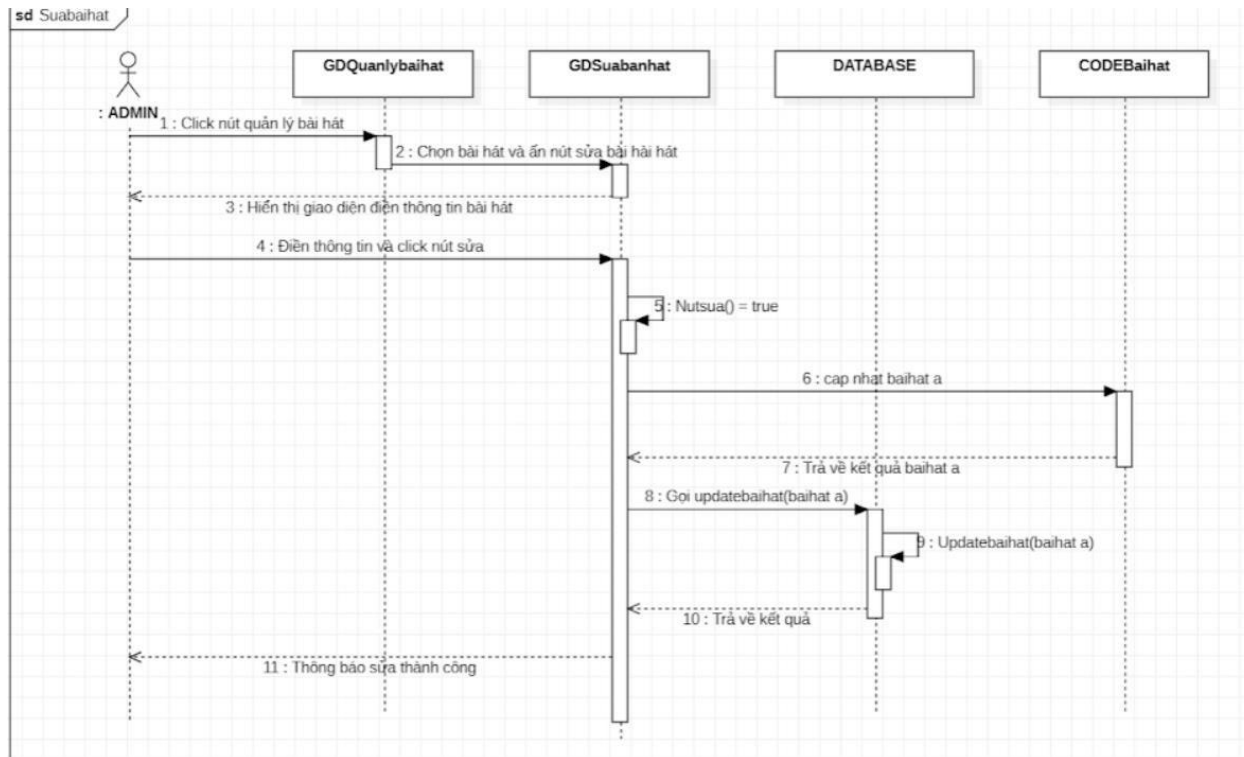 sd Suabaihat
GDQuanlybaihat
GDSuabanhat
DATABASE
CODEBaihat
: ADMIN
1 : Click nút quản lý bài hát
2 : Chọn bài hát và ấn nút sửa bài hài hát
3 : Hiển thị giao diện điền thông tin bài hát
4 : Điền thông tin và click nút sửa
5 : Nutsua() = true
6 : cap nhat baihat a
7 : Trả về kết quả baihat a
8 : Gọi updatebaihat(baihat a)
9 : Updatebaihat(baihat a)
10 : Trả về kết quả
11 : Thông báo sửa thành công